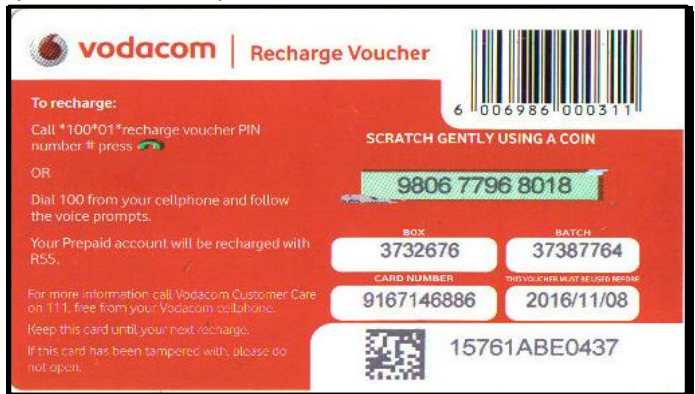 vodacom | Recharge Voucher
6 006986 000311
To recharge:
Call *100*01*recharge voucher PIN
number # press
OR
Dial 100 from your cellphone and follow
the voice prompts.
Your Prepaid account will be recharged with
R55.
For more information call Vodacom Customer Care
on 111, free from your Vodacom cellphone.
Keep this card until your next recharge.
If this card has been tampered with, please do
not open.
SCRATCH GENTLY USING A COIN
9806 7796 8018
BOX
3732676
BATCH
37387764
CARD NUMBER
9167146886
THIS VOUCHER MUST BE USED BEFORE
2016/11/08
15761ABE0437